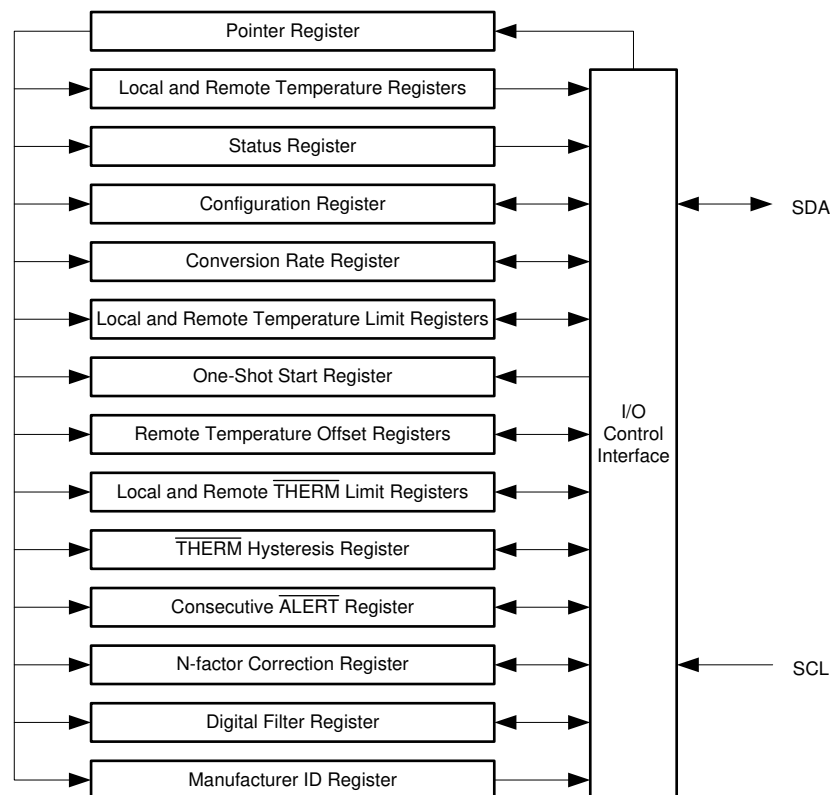 Pointer Register
Local and Remote Temperature Registers
Status Register
Configuration Register
SDA
Conversion Rate Register
Local and Remote Temperature Limit Registers
One-Shot Start Register
I/O
Control
Interface
Remote Temperature Offset Registers
Local and Remote THERM Limit Registers
THERM Hysteresis Register
Consecutive ALERT Register
N-factor Correction Register
SCL
Digital Filter Register
Manufacturer ID Register